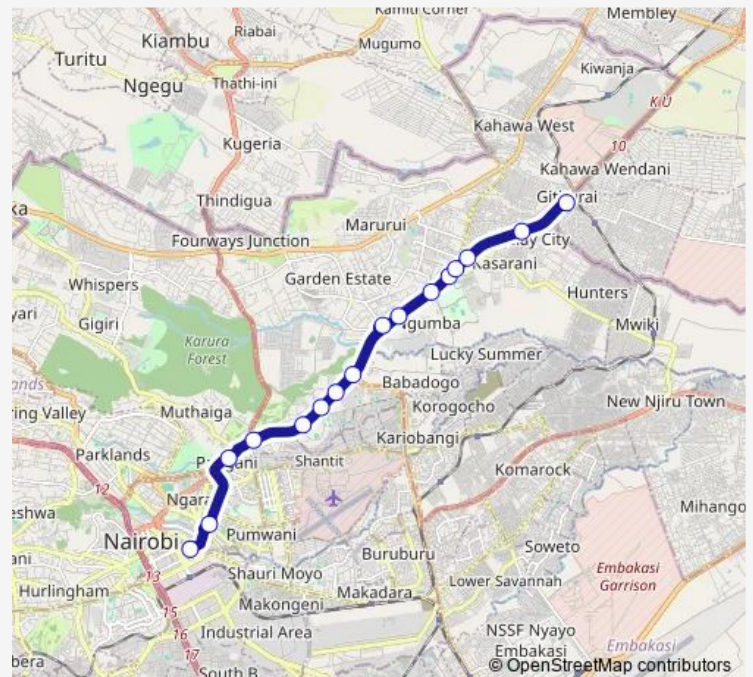 Kamiti Corner
Membley
Riabai
Kiambu
Mugumo
Turitu
Kiwanja
Thathi-ini
Ngegu
KU
Kahawa West
Kugeria
10
Kahawa Wendani
Thindigua
Marurui
Fourways Junction
Kasarani
Garden Estate
Whispers
Hunters
Gigiri
Karura
Forest
Mwiki
Lucky Summer
Babadogo
New Njiru Town
Muthaiga
Korogocho
Kariobangi
Parklands
Shantit
Komarock
12
Mihango
Nairobi
Pumwani
Soweto
Buruburu
Embakasi
Garrison
13
Shauri Moyo
Lower Savannah
Hurlingham
Makadara
Makongeni
15
16
Industrial Area
NSSF Nyayo
Embakasi
Embakasi
17
South B
© OpenStreetMap contributors